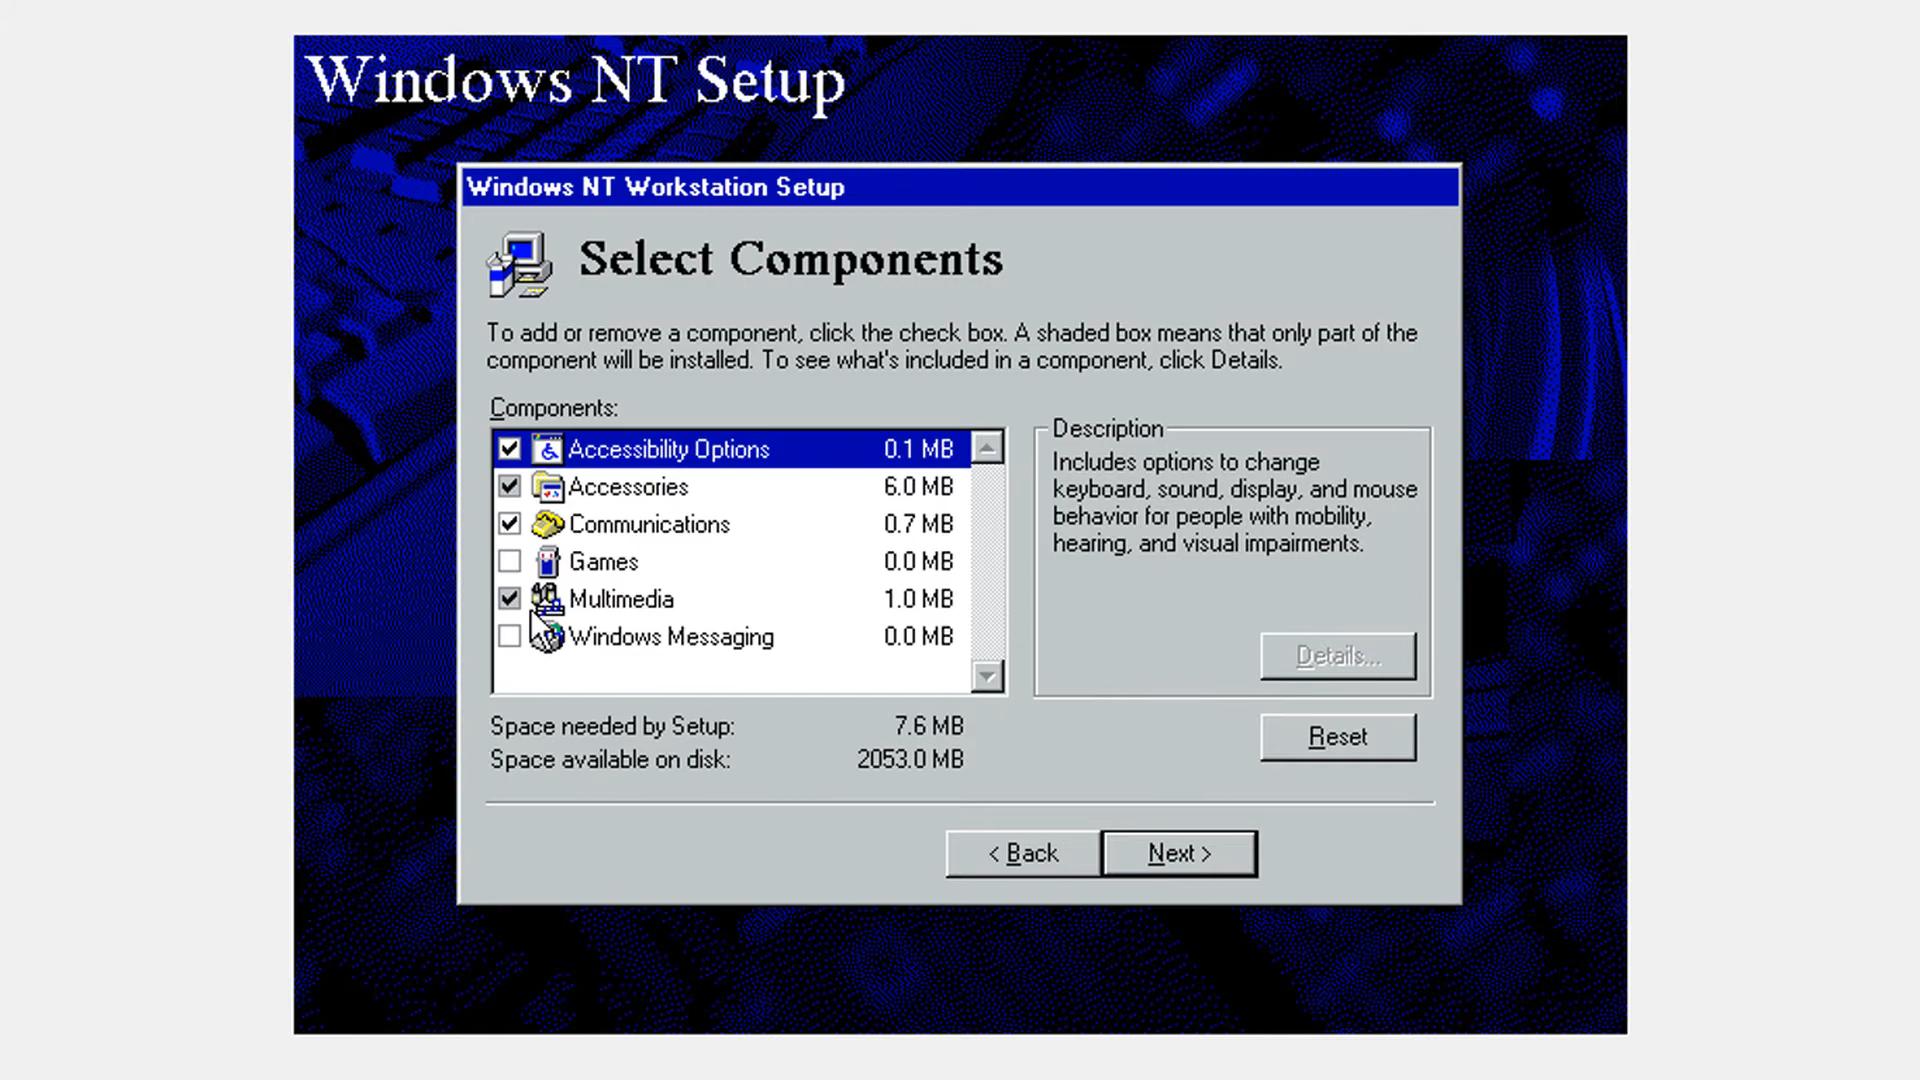 Windows NT Setup
Windows NT Workstation Setup
Select Components
To add or remove a component, click the check box. A shaded box means that only part of the
component will be installed. To see what's included in a component, click Details.
Components:
Accessibility Options 0.1 MB
Accessories 6.0 MB
Communications 0.7 MB
Games 0.0 MB
Multimedia 1.0 MB
Windows Messaging 0.0 MB
Description
Includes options to change
keyboard, sound, display, and mouse
behavior for people with mobility,
hearing, and visual impairments.
Details...
Space needed by Setup: 7.6 MB
Space available on disk: 2053.0 MB
Reset
< Back
Next >